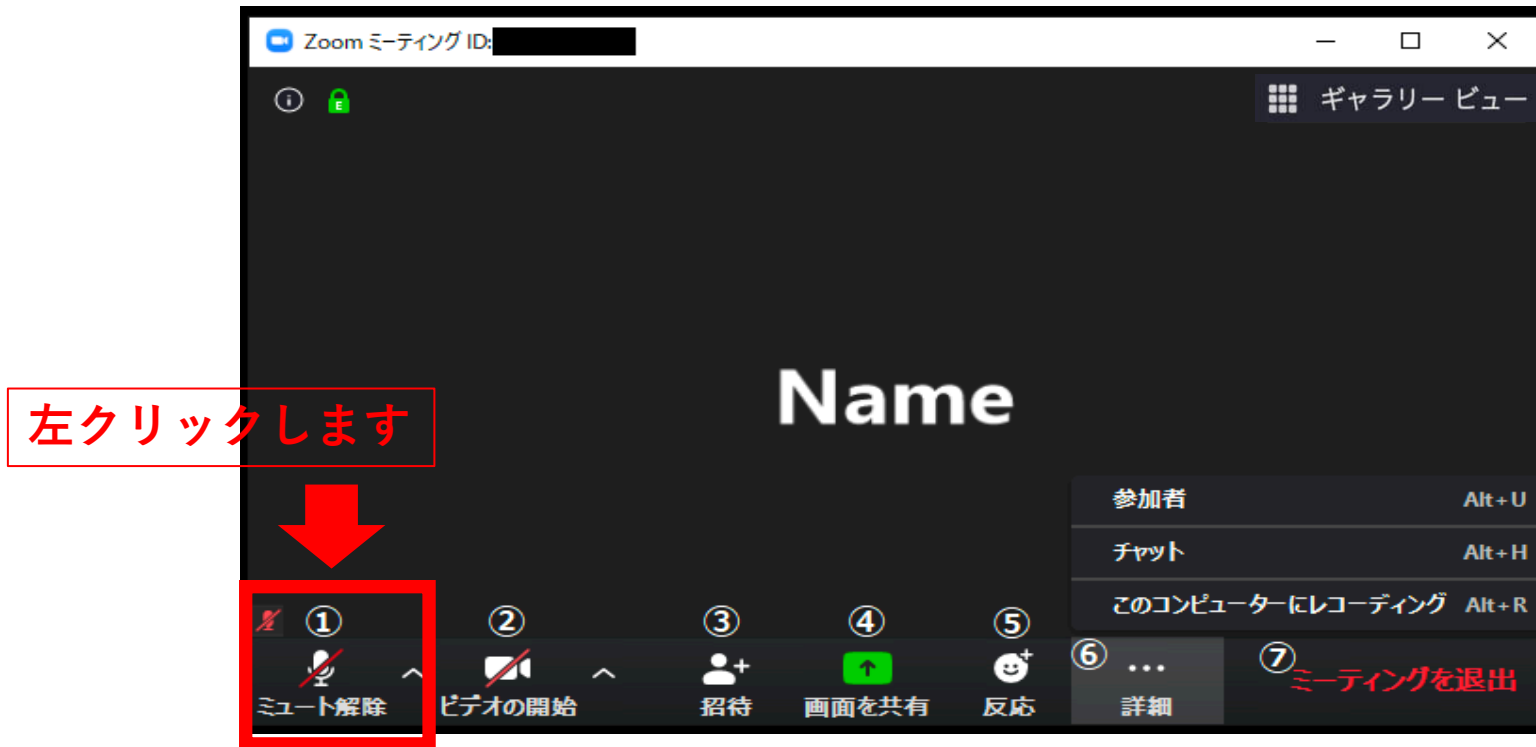 Zoom ミーティング ID:
ギャラリー ビュー
Name
左クリックします
参加者 Alt+U
チャット Alt+H
このコンピューターにレコーディング Alt+R
① ② ③ ④ ⑤ ⑥ ⑦
ミュート解除 ビデオの開始 招待 画面を共有 反応 詳細 ミーティングを退出